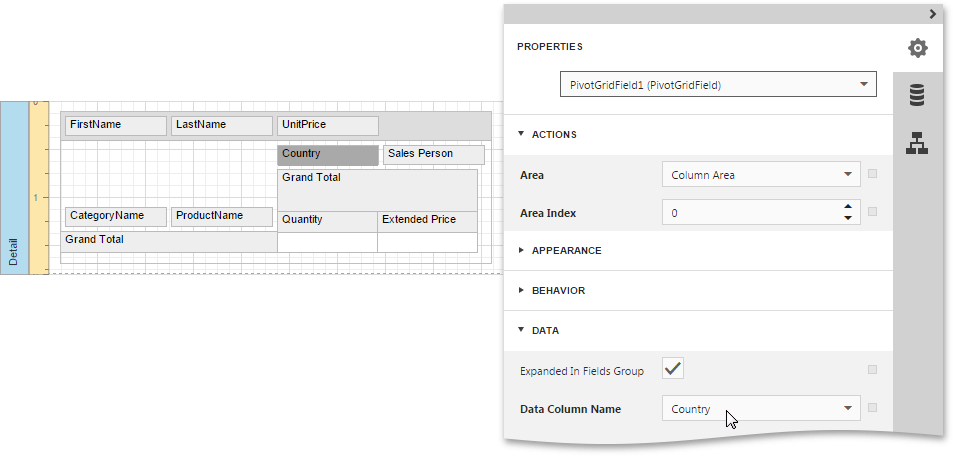 0
FirstName LastName UnitPrice
Country Sales Person
Grand Total
1
CategoryName ProductName Quantity Extended Price
Grand Total
Detail
PROPERTIES
PivotGridField1 (PivotGridField)
ACTIONS
Area Column Area
Area Index 0
APPEARANCE
BEHAVIOR
DATA
Expanded In Fields Group
Data Column Name Country